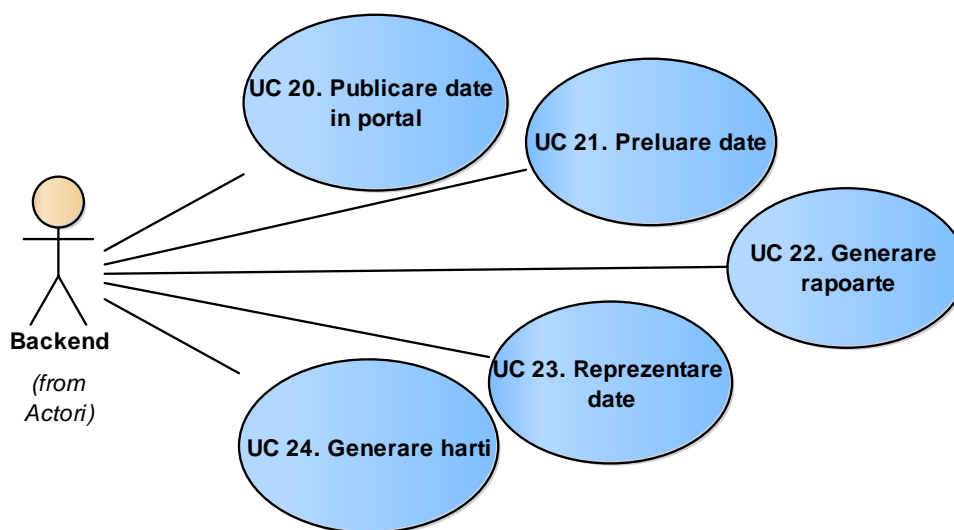 UC 20. Publicare date
in portal
UC 21. Preluare date
UC 22. Generare
rapoarte
Backend
(from
Actori)
UC 23. Reprezentare
date
UC 24. Generare harti